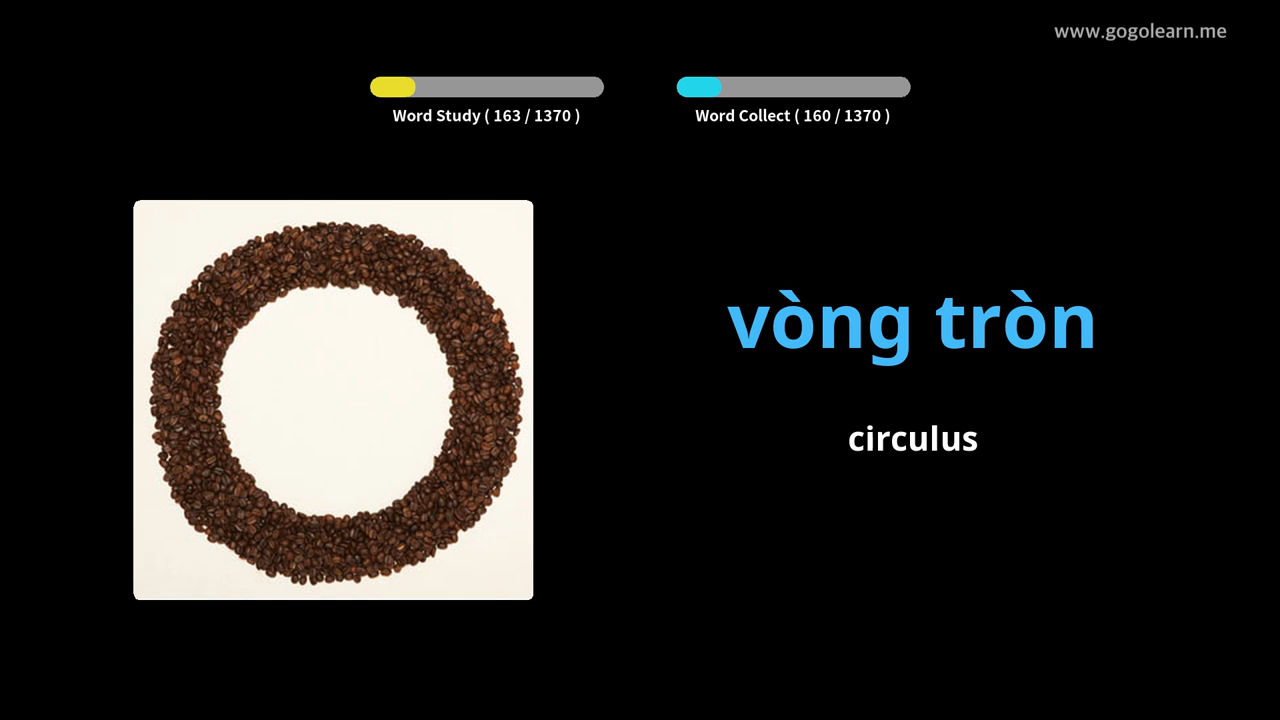 www.gogolearn.me
Word Study ( 163 / 1370 )
Word Collect ( 160 / 1370 )
vòng tròn
circulus